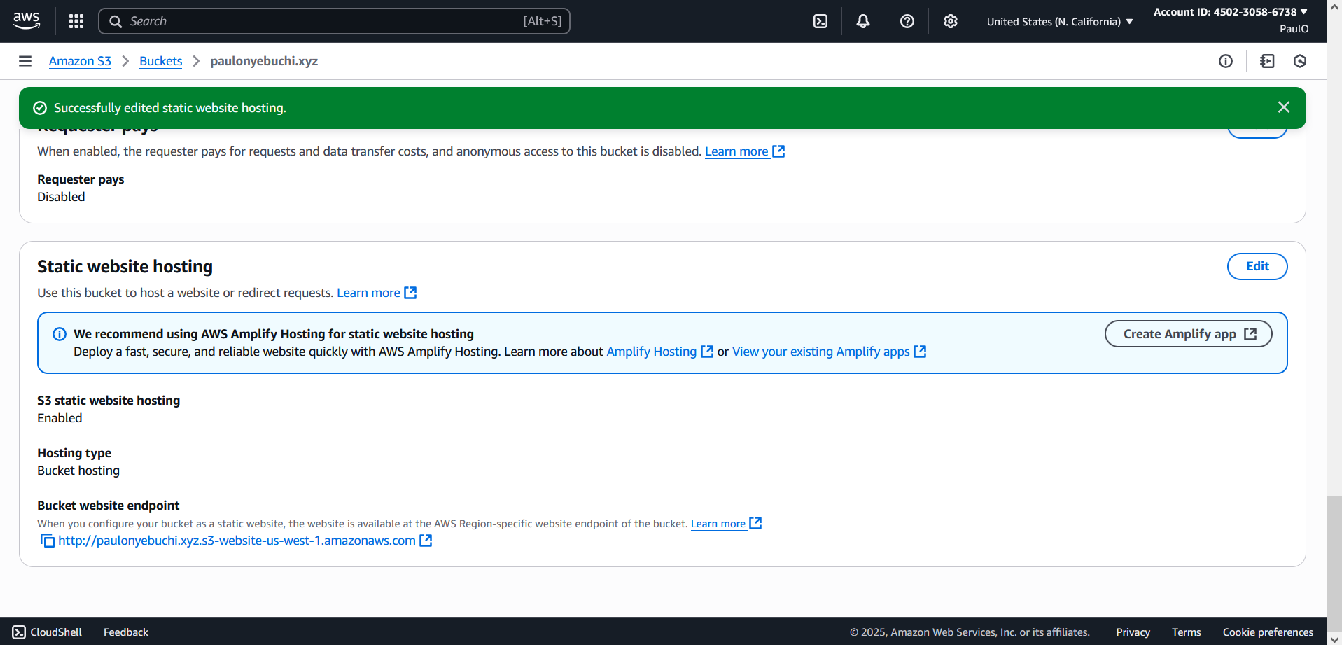 aws
Search [Alt+S]
United States (N. California)
Account ID: 4502-3058-6738
PaulO
Amazon S3 > Buckets > paulonyebuchi.xyz
Successfully edited static website hosting.
Requester pays
When enabled, the requester pays for requests and data transfer costs, and anonymous access to this bucket is disabled. Learn more
Requester pays
Disabled
Static website hosting
Edit
Use this bucket to host a website or redirect requests. Learn more
We recommend using AWS Amplify Hosting for static website hosting
Create Amplify app
Deploy a fast, secure, and reliable website quickly with AWS Amplify Hosting. Learn more about Amplify Hosting or View your existing Amplify apps
S3 static website hosting
Enabled
Hosting type
Bucket hosting
Bucket website endpoint
When you configure your bucket as a static website, the website is available at the AWS Region-specific website endpoint of the bucket. Learn more
http://paulonyebuchi.xyz.s3-website-us-west-1.amazonaws.com
CloudShell Feedback © 2025, Amazon Web Services, Inc. or its affiliates. Privacy Terms Cookie preferences